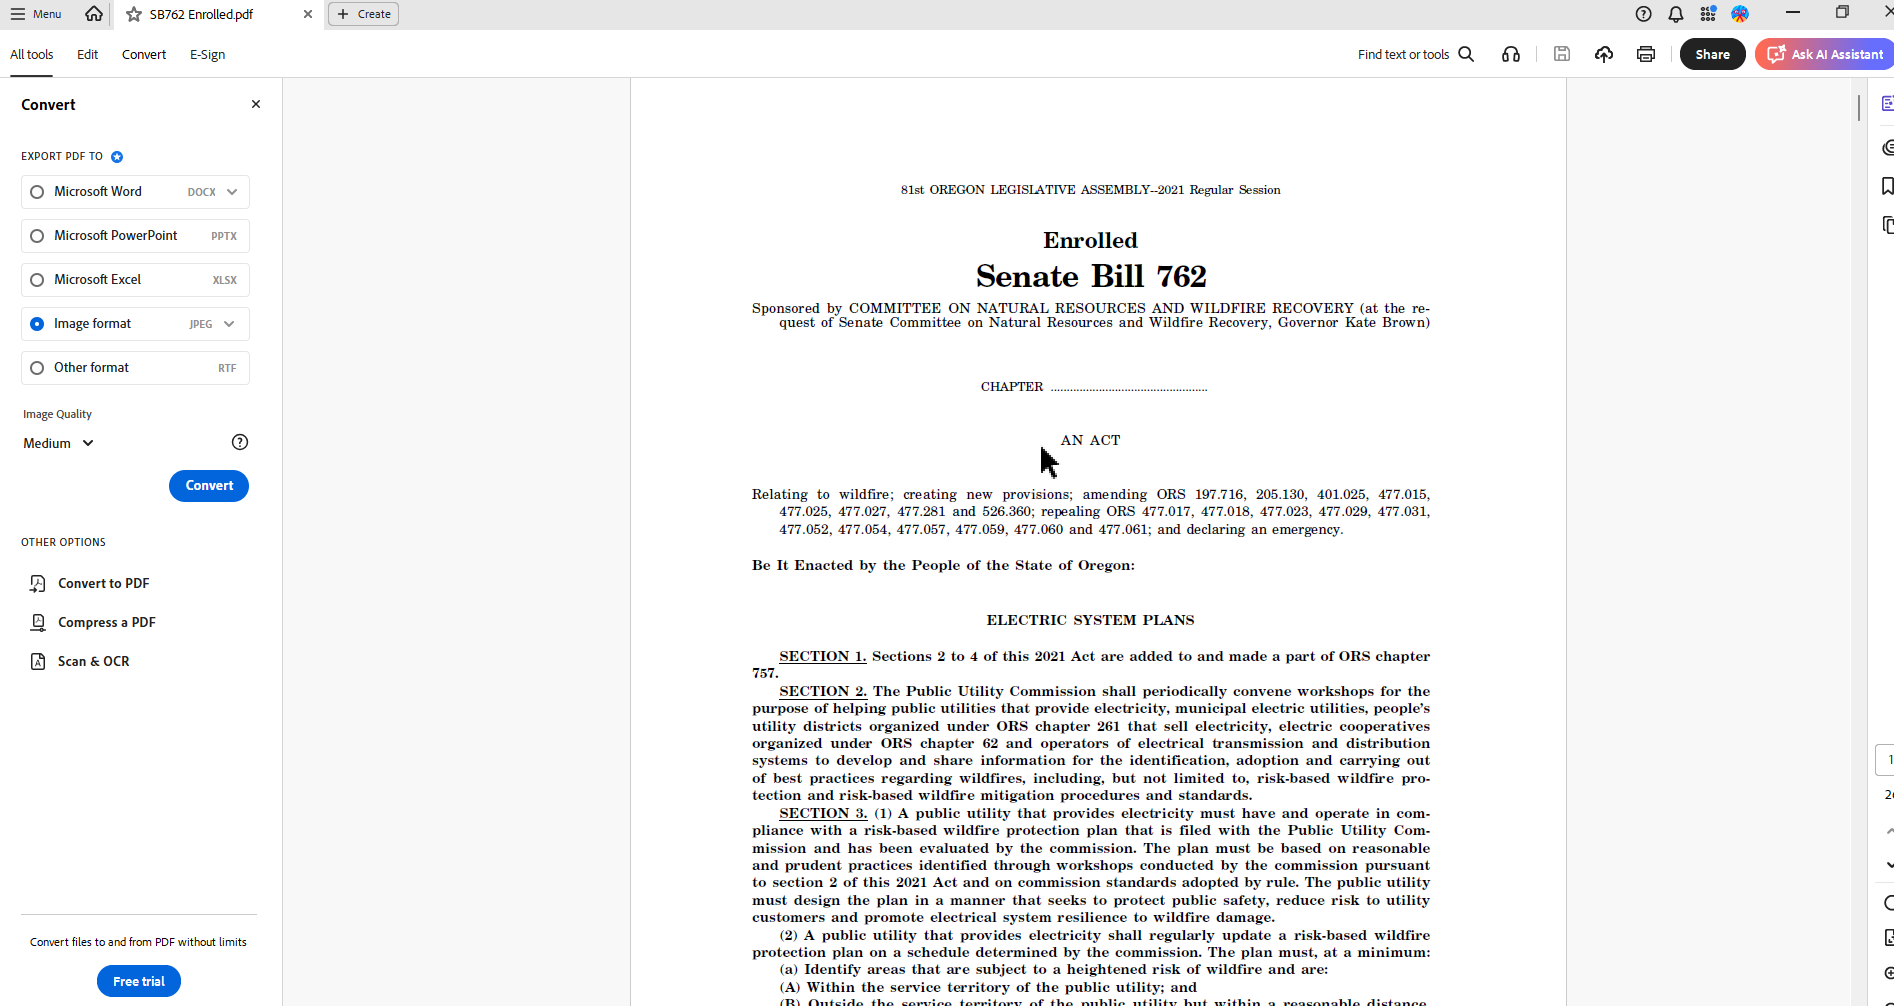 Menu
SB762 Enrolled.pdf
Create
All tools
Edit
Convert
E-Sign
Find text or tools
Share
Ask AI Assistant
Convert
EXPORT PDF TO
Microsoft Word DOCX
Microsoft PowerPoint PPTX
Microsoft Excel XLSX
Image format JPEG
Other format RTF
Image Quality
Medium
Convert
OTHER OPTIONS
Convert to PDF
Compress a PDF
Scan & OCR
Convert files to and from PDF without limits
Free trial
81st OREGON LEGISLATIVE ASSEMBLY--2021 Regular Session
Enrolled
Senate Bill 762
Sponsored by COMMITTEE ON NATURAL RESOURCES AND WILDFIRE RECOVERY (at the re-
quest of Senate Committee on Natural Resources and Wildfire Recovery, Governor Kate Brown)
CHAPTER .................................................
AN ACT
Relating to wildfire; creating new provisions; amending ORS 197.716, 205.130, 401.025, 477.015,
477.025, 477.027, 477.281 and 526.360; repealing ORS 477.017, 477.018, 477.023, 477.029, 477.031,
477.052, 477.054, 477.057, 477.059, 477.060 and 477.061; and declaring an emergency.
Be It Enacted by the People of the State of Oregon:
ELECTRIC SYSTEM PLANS
SECTION 1. Sections 2 to 4 of this 2021 Act are added to and made a part of ORS chapter
757.
SECTION 2. The Public Utility Commission shall periodically convene workshops for the
purpose of helping public utilities that provide electricity, municipal electric utilities, people's
utility districts organized under ORS chapter 261 that sell electricity, electric cooperatives
organized under ORS chapter 62 and operators of electrical transmission and distribution
systems to develop and share information for the identification, adoption and carrying out
of best practices regarding wildfires, including, but not limited to, risk-based wildfire pro-
tection and risk-based wildfire mitigation procedures and standards.
SECTION 3. (1) A public utility that provides electricity must have and operate in com-
pliance with a risk-based wildfire protection plan that is filed with the Public Utility Com-
mission and has been evaluated by the commission. The plan must be based on reasonable
and prudent practices identified through workshops conducted by the commission pursuant
to section 2 of this 2021 Act and on commission standards adopted by rule. The public utility
must design the plan in a manner that seeks to protect public safety, reduce risk to utility
customers and promote electrical system resilience to wildfire damage.
(2) A public utility that provides electricity shall regularly update a risk-based wildfire
protection plan on a schedule determined by the commission. The plan must, at a minimum:
(a) Identify areas that are subject to a heightened risk of wildfire and are:
(A) Within the service territory of the public utility; and
(B) Outside the service territory of the public utility but within a reasonable distance,
1